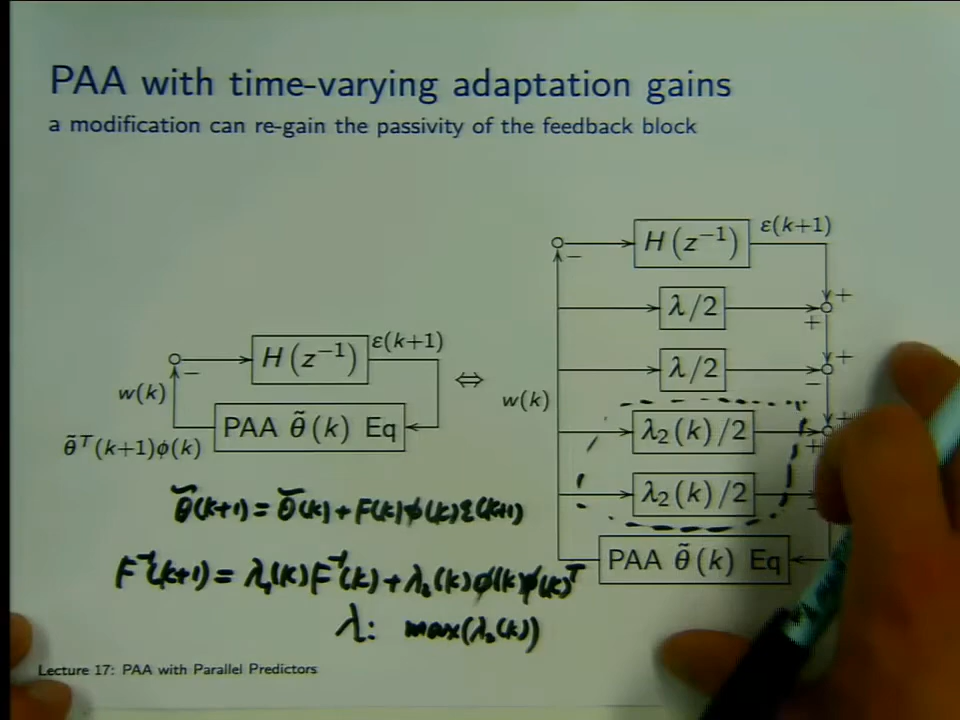 PAA with time-varying adaptation gains
a modification can re-gain the passivity of the feedback block
H(z⁻¹)
ε(k+1)
−
w(k)
PAA θ̃(k) Eq
θ̃ᵀ(k+1)φ(k)
⇔
H(z⁻¹)
ε(k+1)
−
+
λ/2
+
+
λ/2
−
w(k)
+
λ₂(k)/2
+
λ₂(k)/2
PAA θ̃(k) Eq
θ̃(k+1) = θ̃(k) + F(k)φ(k)ε(k+1)
F⁻¹(k+1) = λ₁(k)F⁻¹(k) + λ₂(k)φ(k)φ(k)ᵀ
λ: max(λ₂(k))
Lecture 17: PAA with Parallel Predictors